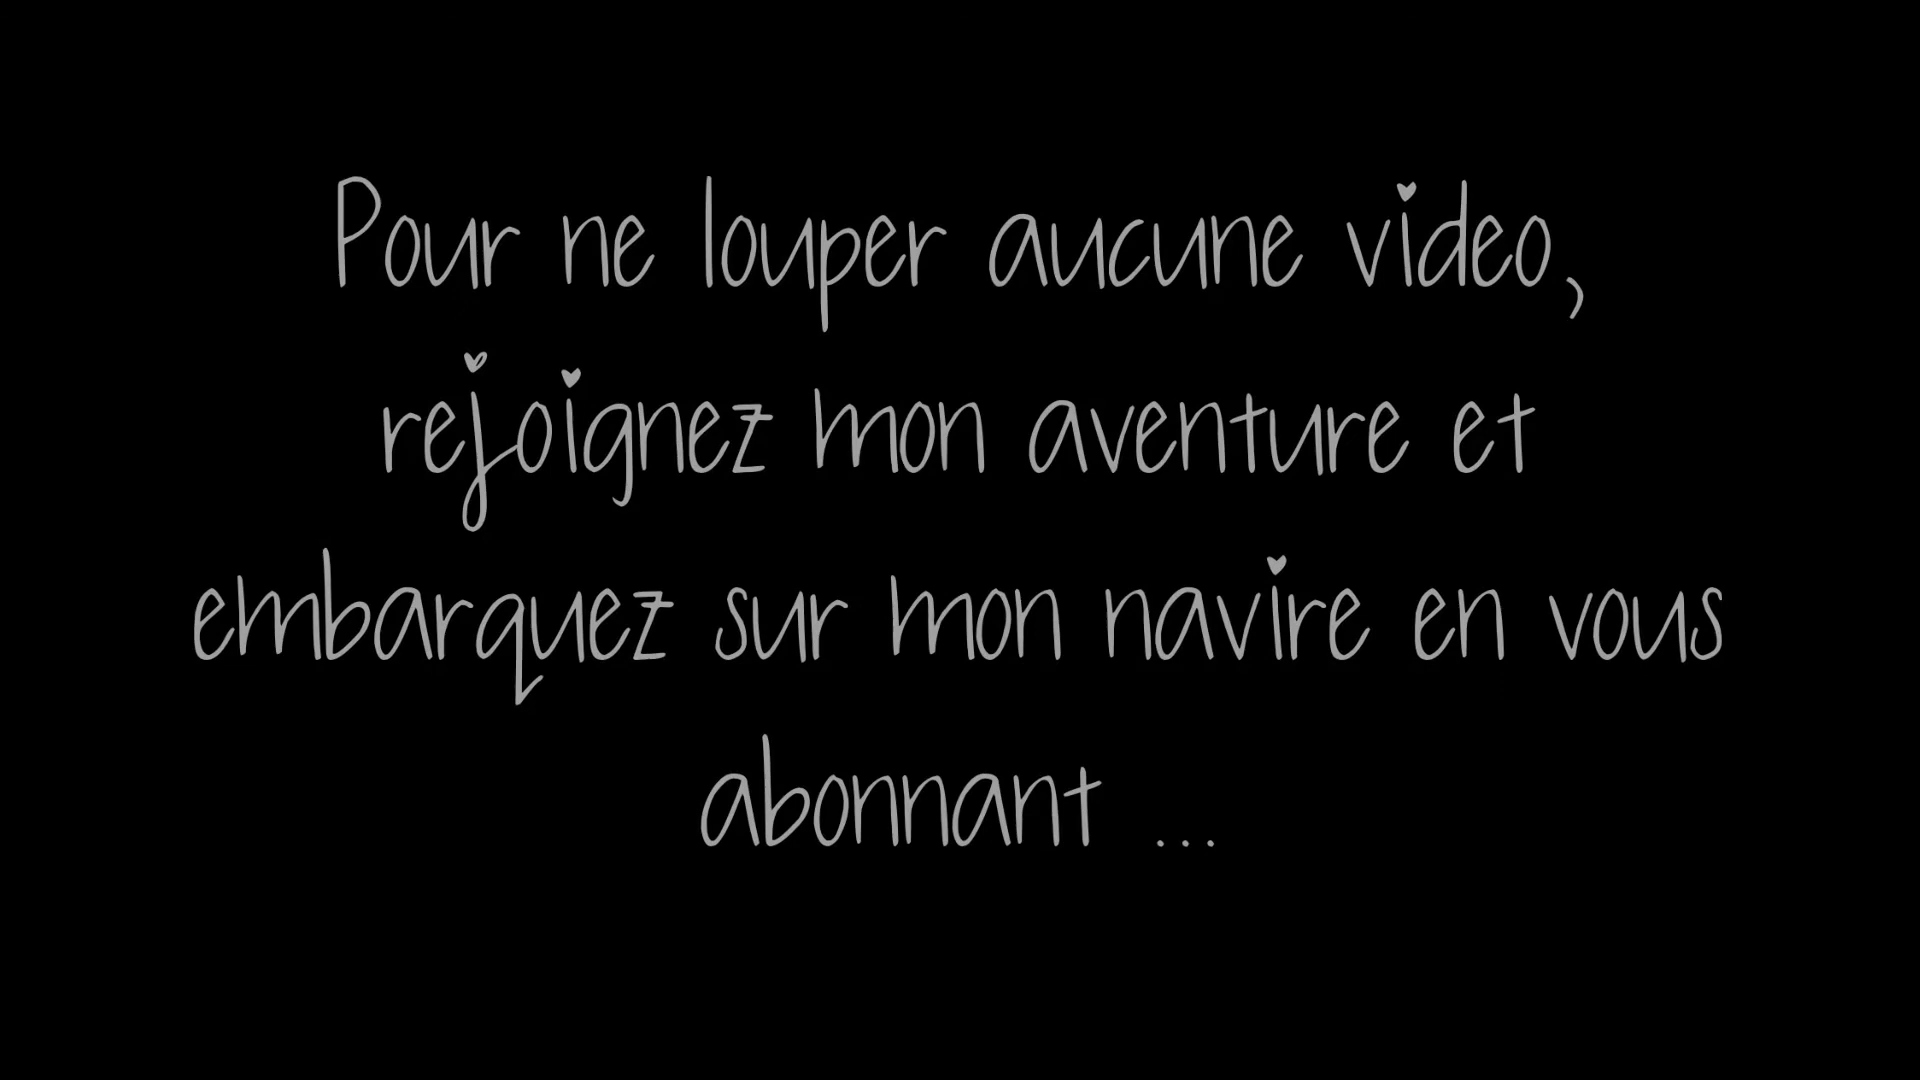 Pour ne louper aucune video,
rejoignez mon aventure et
embarquez sur mon navire en vous
abonnant ...